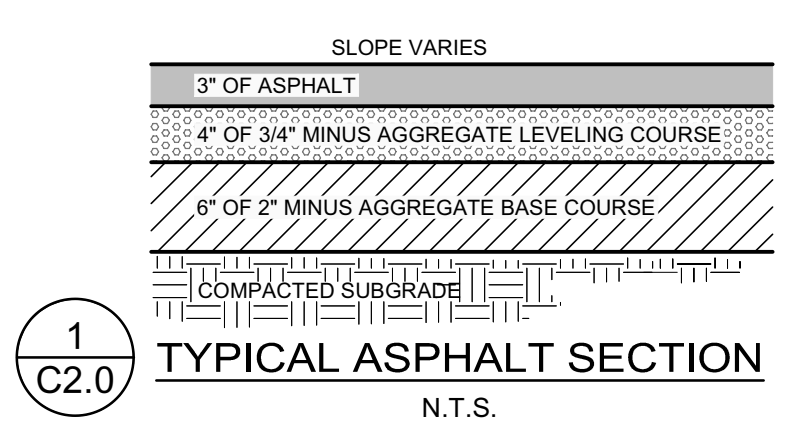 SLOPE VARIES
3" OF ASPHALT
4" OF 3/4" MINUS AGGREGATE LEVELING COURSE
6" OF 2" MINUS AGGREGATE BASE COURSE
COMPACTED SUBGRADE
1
C2.0
TYPICAL ASPHALT SECTION
N.T.S.